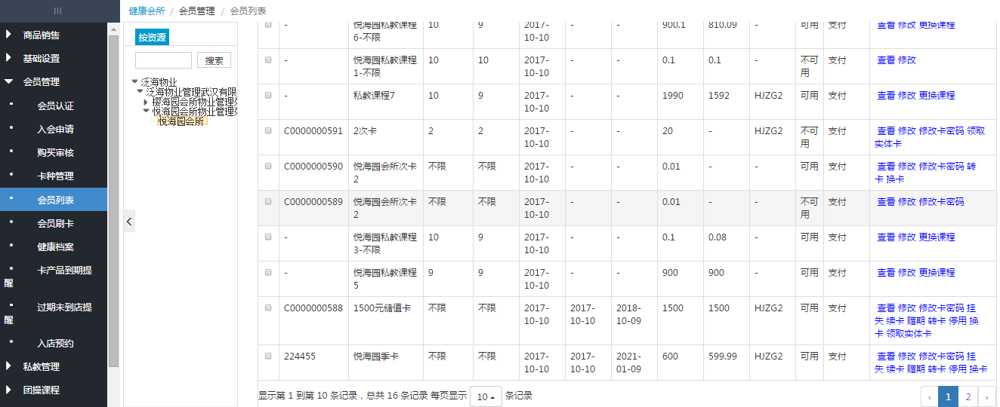 健康会所 / 会员管理 / 会员列表
商品销售
基础设置
会员管理
会员认证
入会申请
购买审核
卡种管理
会员列表
会员刷卡
健康档案
卡产品到期提
醒
过期未到店提
醒
入店预约
私教管理
团操课程
按资源
搜索
泛海物业
泛海物业管理武汉有限
樱海园会所物业管理处
悦海园会所物业管理处
悦海园会所
- 悦海园私教课程 10 9 2017- - - 900.1 810.09 - 可用 支付 查看 修改 更换课程
6-不限 10-10
- 悦海园私教课程 10 10 2017- - - 0.1 0.1 - 不可 支付 查看 修改
1-不限 10-10 用
- 私教课程7 10 9 2017- - - 1990 1592 HJZG2 可用 支付 查看 修改 更换课程
10-10
C0000000591 2次卡 2 2 2017- - - 20 - HJZG2 不可 支付 查看 修改 修改卡密码 领取
10-10 用 实体卡
C0000000590 悦海园会所次卡 不限 不限 2017- - - 0.01 - - 可用 支付 查看 修改 修改卡密码 转
2 10-10 卡 换卡
C0000000589 悦海园会所次卡 不限 不限 2017- - - 0.01 - - 不可 支付 查看 修改 修改卡密码
2 10-10 用
- 悦海园私教课程 10 9 2017- - - 0.1 0.08 - 可用 支付 查看 修改 更换课程
3-不限 10-10
- 悦海园私教课程 9 9 2017- - - 900 900 - 可用 支付 查看 修改 更换课程
5 10-10
C0000000588 1500元储值卡 不限 不限 2017- 2017- 2018- 1500 1500 HJZG2 可用 支付 查看 修改 修改卡密码 挂
10-10 10-10 10-09 失 续卡 赠期 转卡 停用 换
卡 领取实体卡
224455 悦海园季卡 不限 不限 2017- 2017- 2021- 600 599.99 HJZG2 可用 支付 查看 修改 修改卡密码 挂
10-10 10-10 01-09 失 续卡 赠期 转卡 停用 换卡
显示第 1 到第 10 条记录，总共 16 条记录 每页显示 10 条记录
‹ 1 2 ›